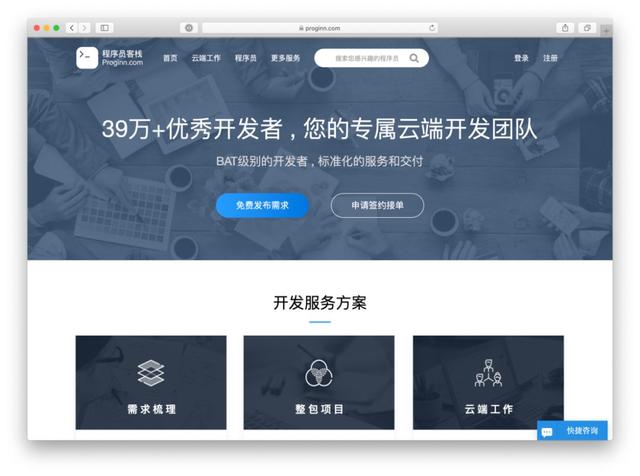 proginn.com
程序员客栈
Proginn.com
首页 云端工作 程序员 更多服务 搜索您感兴趣的程序员 登录 注册
39万+优秀开发者，您的专属云端开发团队
BAT级别的开发者，标准化的服务和交付
免费发布需求 申请签约接单
开发服务方案
需求梳理 整包项目 云端工作
快捷咨询